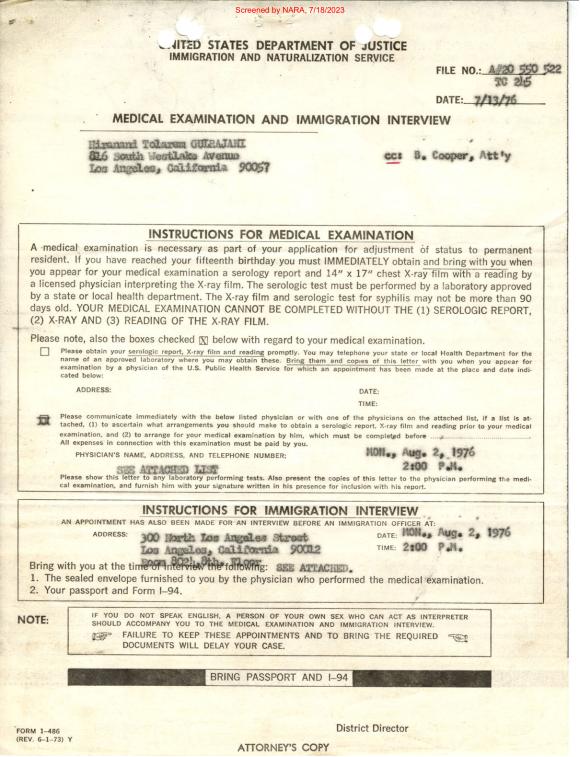 Screened by NARA, 7/18/2023
UNITED STATES DEPARTMENT OF JUSTICE
IMMIGRATION AND NATURALIZATION SERVICE
FILE NO.: A#20 550 522
TC 245
DATE: 7/13/76
MEDICAL EXAMINATION AND IMMIGRATION INTERVIEW
Hiranand Tolaram GULRAJANI
816 South Westlake Avenue
Los Angeles, California 90057
cc: B. Cooper, Att'y
INSTRUCTIONS FOR MEDICAL EXAMINATION
A medical examination is necessary as part of your application for adjustment of status to permanent
resident. If you have reached your fifteenth birthday you must IMMEDIATELY obtain and bring with you when
you appear for your medical examination a serology report and 14" x 17" chest X-ray film with a reading by
a licensed physician interpreting the X-ray film. The serologic test must be performed by a laboratory approved
by a state or local health department. The X-ray film and serologic test for syphilis may not be more than 90
days old. YOUR MEDICAL EXAMINATION CANNOT BE COMPLETED WITHOUT THE (1) SEROLOGIC REPORT,
(2) X-RAY AND (3) READING OF THE X-RAY FILM.
Please note, also the boxes checked X below with regard to your medical examination.
Please obtain your serologic report, X-ray film and reading promptly. You may telephone your state or local Health Department for the
name of an approved laboratory where you may obtain these. Bring them and copies of this letter with you when you appear for
examination by a physician of the U.S. Public Health Service for which an appointment has been made at the place and date indi-
cated below:
ADDRESS:
DATE:
TIME:
Please communicate immediately with the below listed physician or with one of the physicians on the attached list, if a list is at-
tached, (1) to ascertain what arrangements you should make to obtain a serologic report, X-ray film and reading prior to your medical
examination, and (2) to arrange for your medical examination by him, which must be completed before
All expenses in connection with this examination must be paid by you.
PHYSICIAN'S NAME, ADDRESS, AND TELEPHONE NUMBER:
MON., Aug. 2, 1976
2:00 P.M.
SEE ATTACHED LIST
Please show this letter to any laboratory performing tests. Also present the copies of this letter to the physician performing the medi-
cal examination, and furnish him with your signature written in his presence for inclusion with his report.
INSTRUCTIONS FOR IMMIGRATION INTERVIEW
AN APPOINTMENT HAS ALSO BEEN MADE FOR AN INTERVIEW BEFORE AN IMMIGRATION OFFICER AT:
ADDRESS: 300 North Los Angeles Street
DATE: MON., Aug. 2, 1976
Los Angeles, California 90012
TIME: 2:00 P.M.
Room 8024, 8th. Floor
Bring with you at the time of interview the following: SEE ATTACHED.
1. The sealed envelope furnished to you by the physician who performed the medical examination.
2. Your passport and Form I-94.
NOTE:
IF YOU DO NOT SPEAK ENGLISH, A PERSON OF YOUR OWN SEX WHO CAN ACT AS INTERPRETER
SHOULD ACCOMPANY YOU TO THE MEDICAL EXAMINATION AND IMMIGRATION INTERVIEW.
FAILURE TO KEEP THESE APPOINTMENTS AND TO BRING THE REQUIRED
DOCUMENTS WILL DELAY YOUR CASE.
BRING PASSPORT AND I-94
FORM I-486
(REV. 6-1-73) Y
District Director
ATTORNEY'S COPY